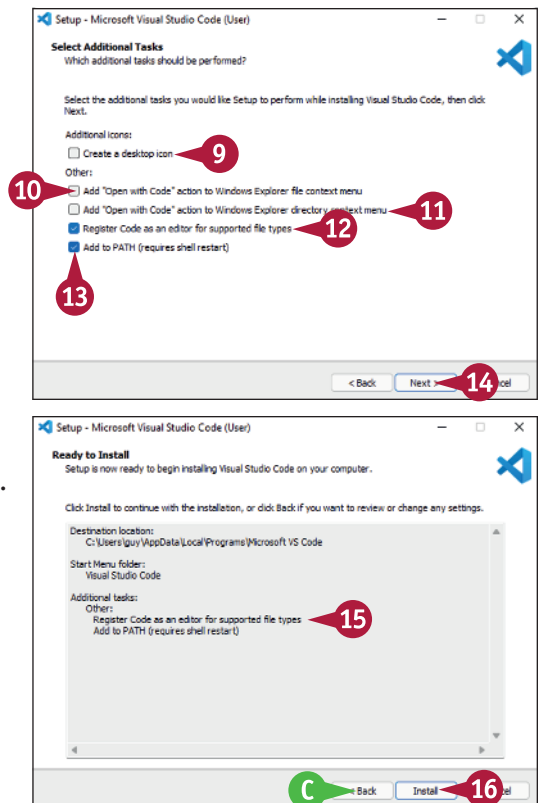 Setup - Microsoft Visual Studio Code (User)
Select Additional Tasks
Which additional tasks should be performed?
Select the additional tasks you would like Setup to perform while installing Visual Studio Code, then click
Next.
Additional icons:
Create a desktop icon
9
Other:
10
Add "Open with Code" action to Windows Explorer file context menu
Add "Open with Code" action to Windows Explorer directory context menu
11
Register Code as an editor for supported file types
12
Add to PATH (requires shell restart)
13
< Back
Next >
14
Setup - Microsoft Visual Studio Code (User)
Ready to Install
Setup is now ready to begin installing Visual Studio Code on your computer.
Click Install to continue with the installation, or click Back if you want to review or change any settings.
Destination location:
C:\Users\guy\AppData\Local\Programs\Microsoft VS Code
Start Menu folder:
Visual Studio Code
Additional tasks:
Other:
Register Code as an editor for supported file types
15
Add to PATH (requires shell restart)
C
Back
Install
16